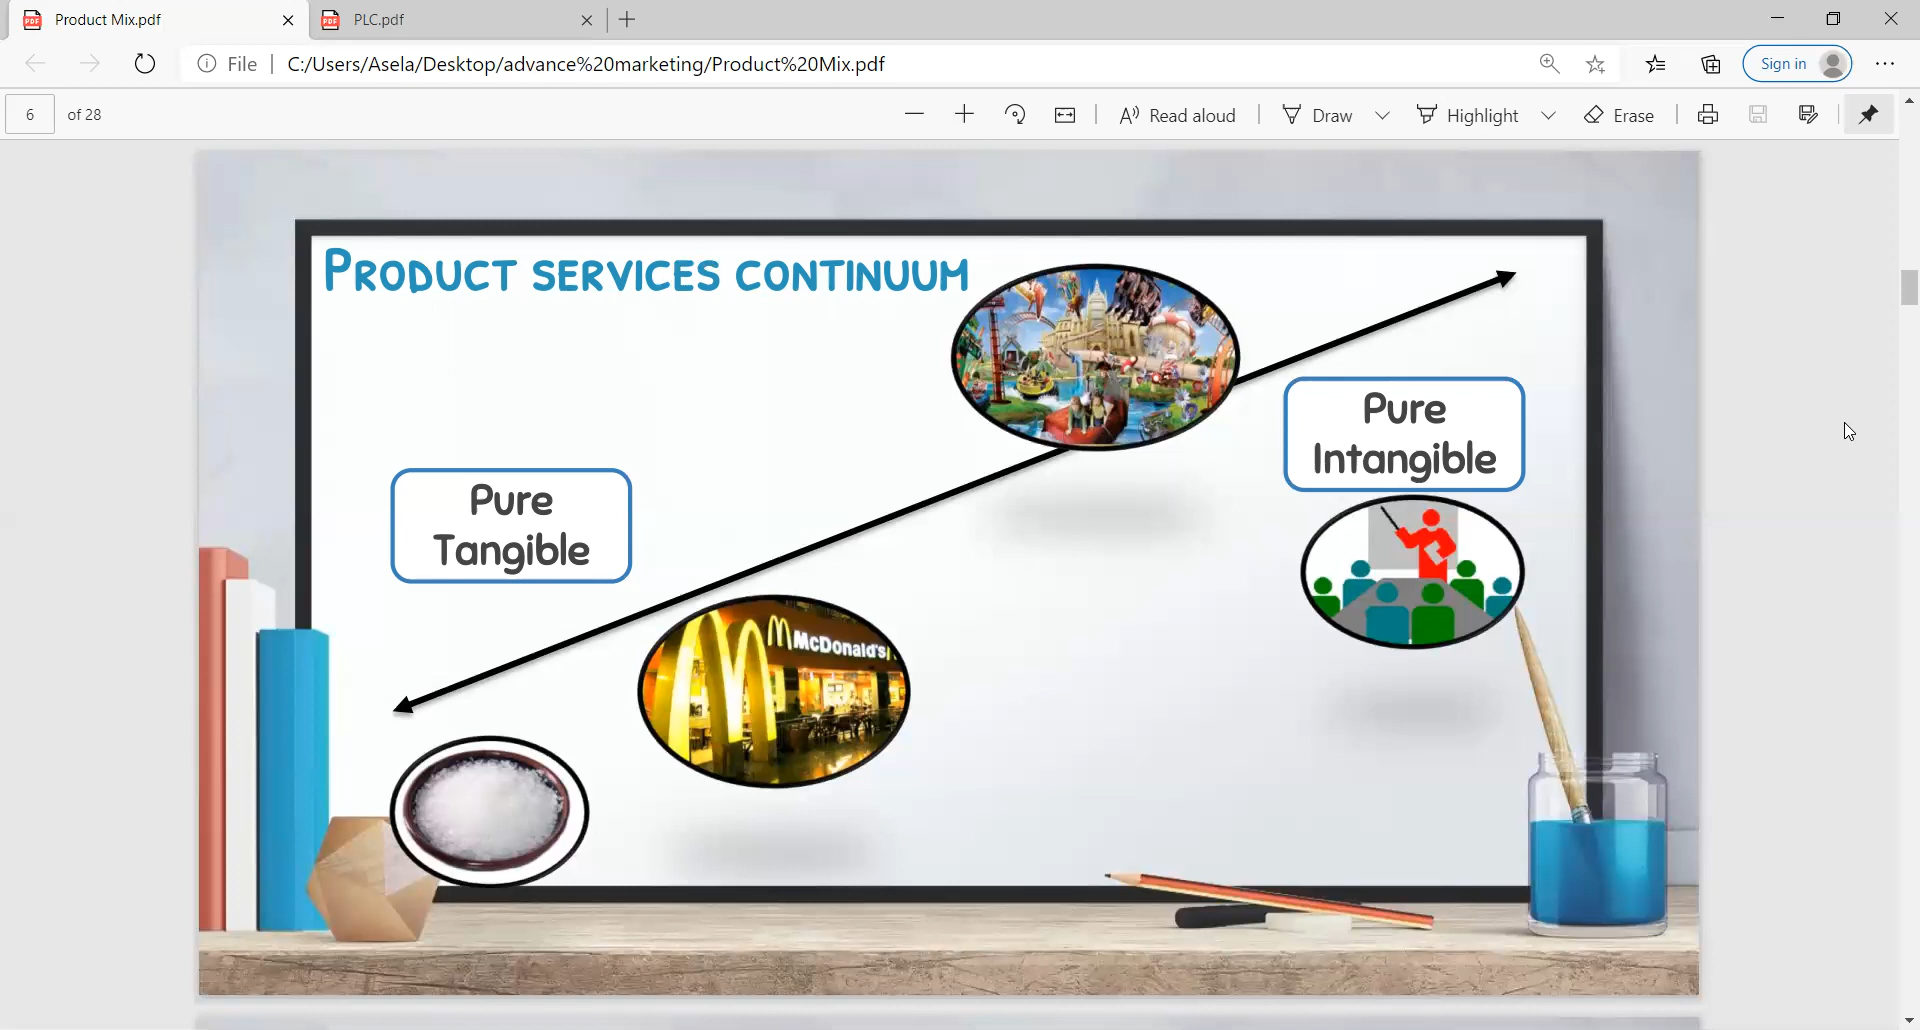 Product Mix.pdf
PLC.pdf
File
C:/Users/Asela/Desktop/advance%20marketing/Product%20Mix.pdf
Sign in
6 of 28
Read aloud
Draw
Highlight
Erase
PRODUCT SERVICES CONTINUUM
Pure
Intangible
Pure
Tangible
McDonald's